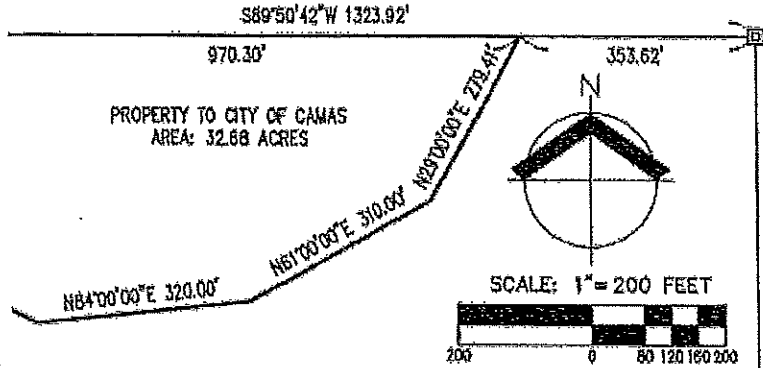 S89°50'42"W 1323.92'
970.30'
353.62'
N29°00'00"E 279.41'
N
PROPERTY TO CITY OF CAMAS
AREA: 32.68 ACRES
N61°00'00"E 310.00'
N84°00'00"E 320.00'
SCALE: 1"= 200 FEET
200 0 80 120 160 200